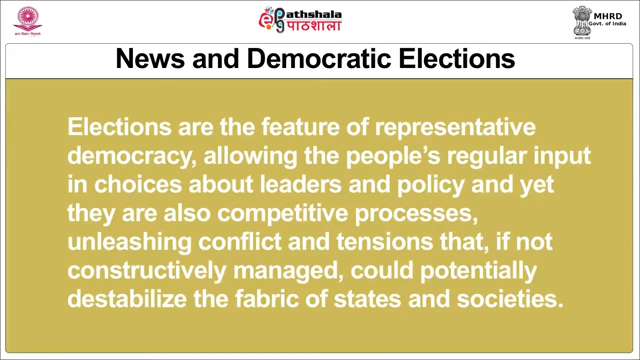 ePathshala
पाठशाला
MHRD
Govt. of India
News and Democratic Elections
Elections are the feature of representative
democracy, allowing the people's regular input
in choices about leaders and policy and yet
they are also competitive processes,
unleashing conflict and tensions that, if not
constructively managed, could potentially
destabilize the fabric of states and societies.